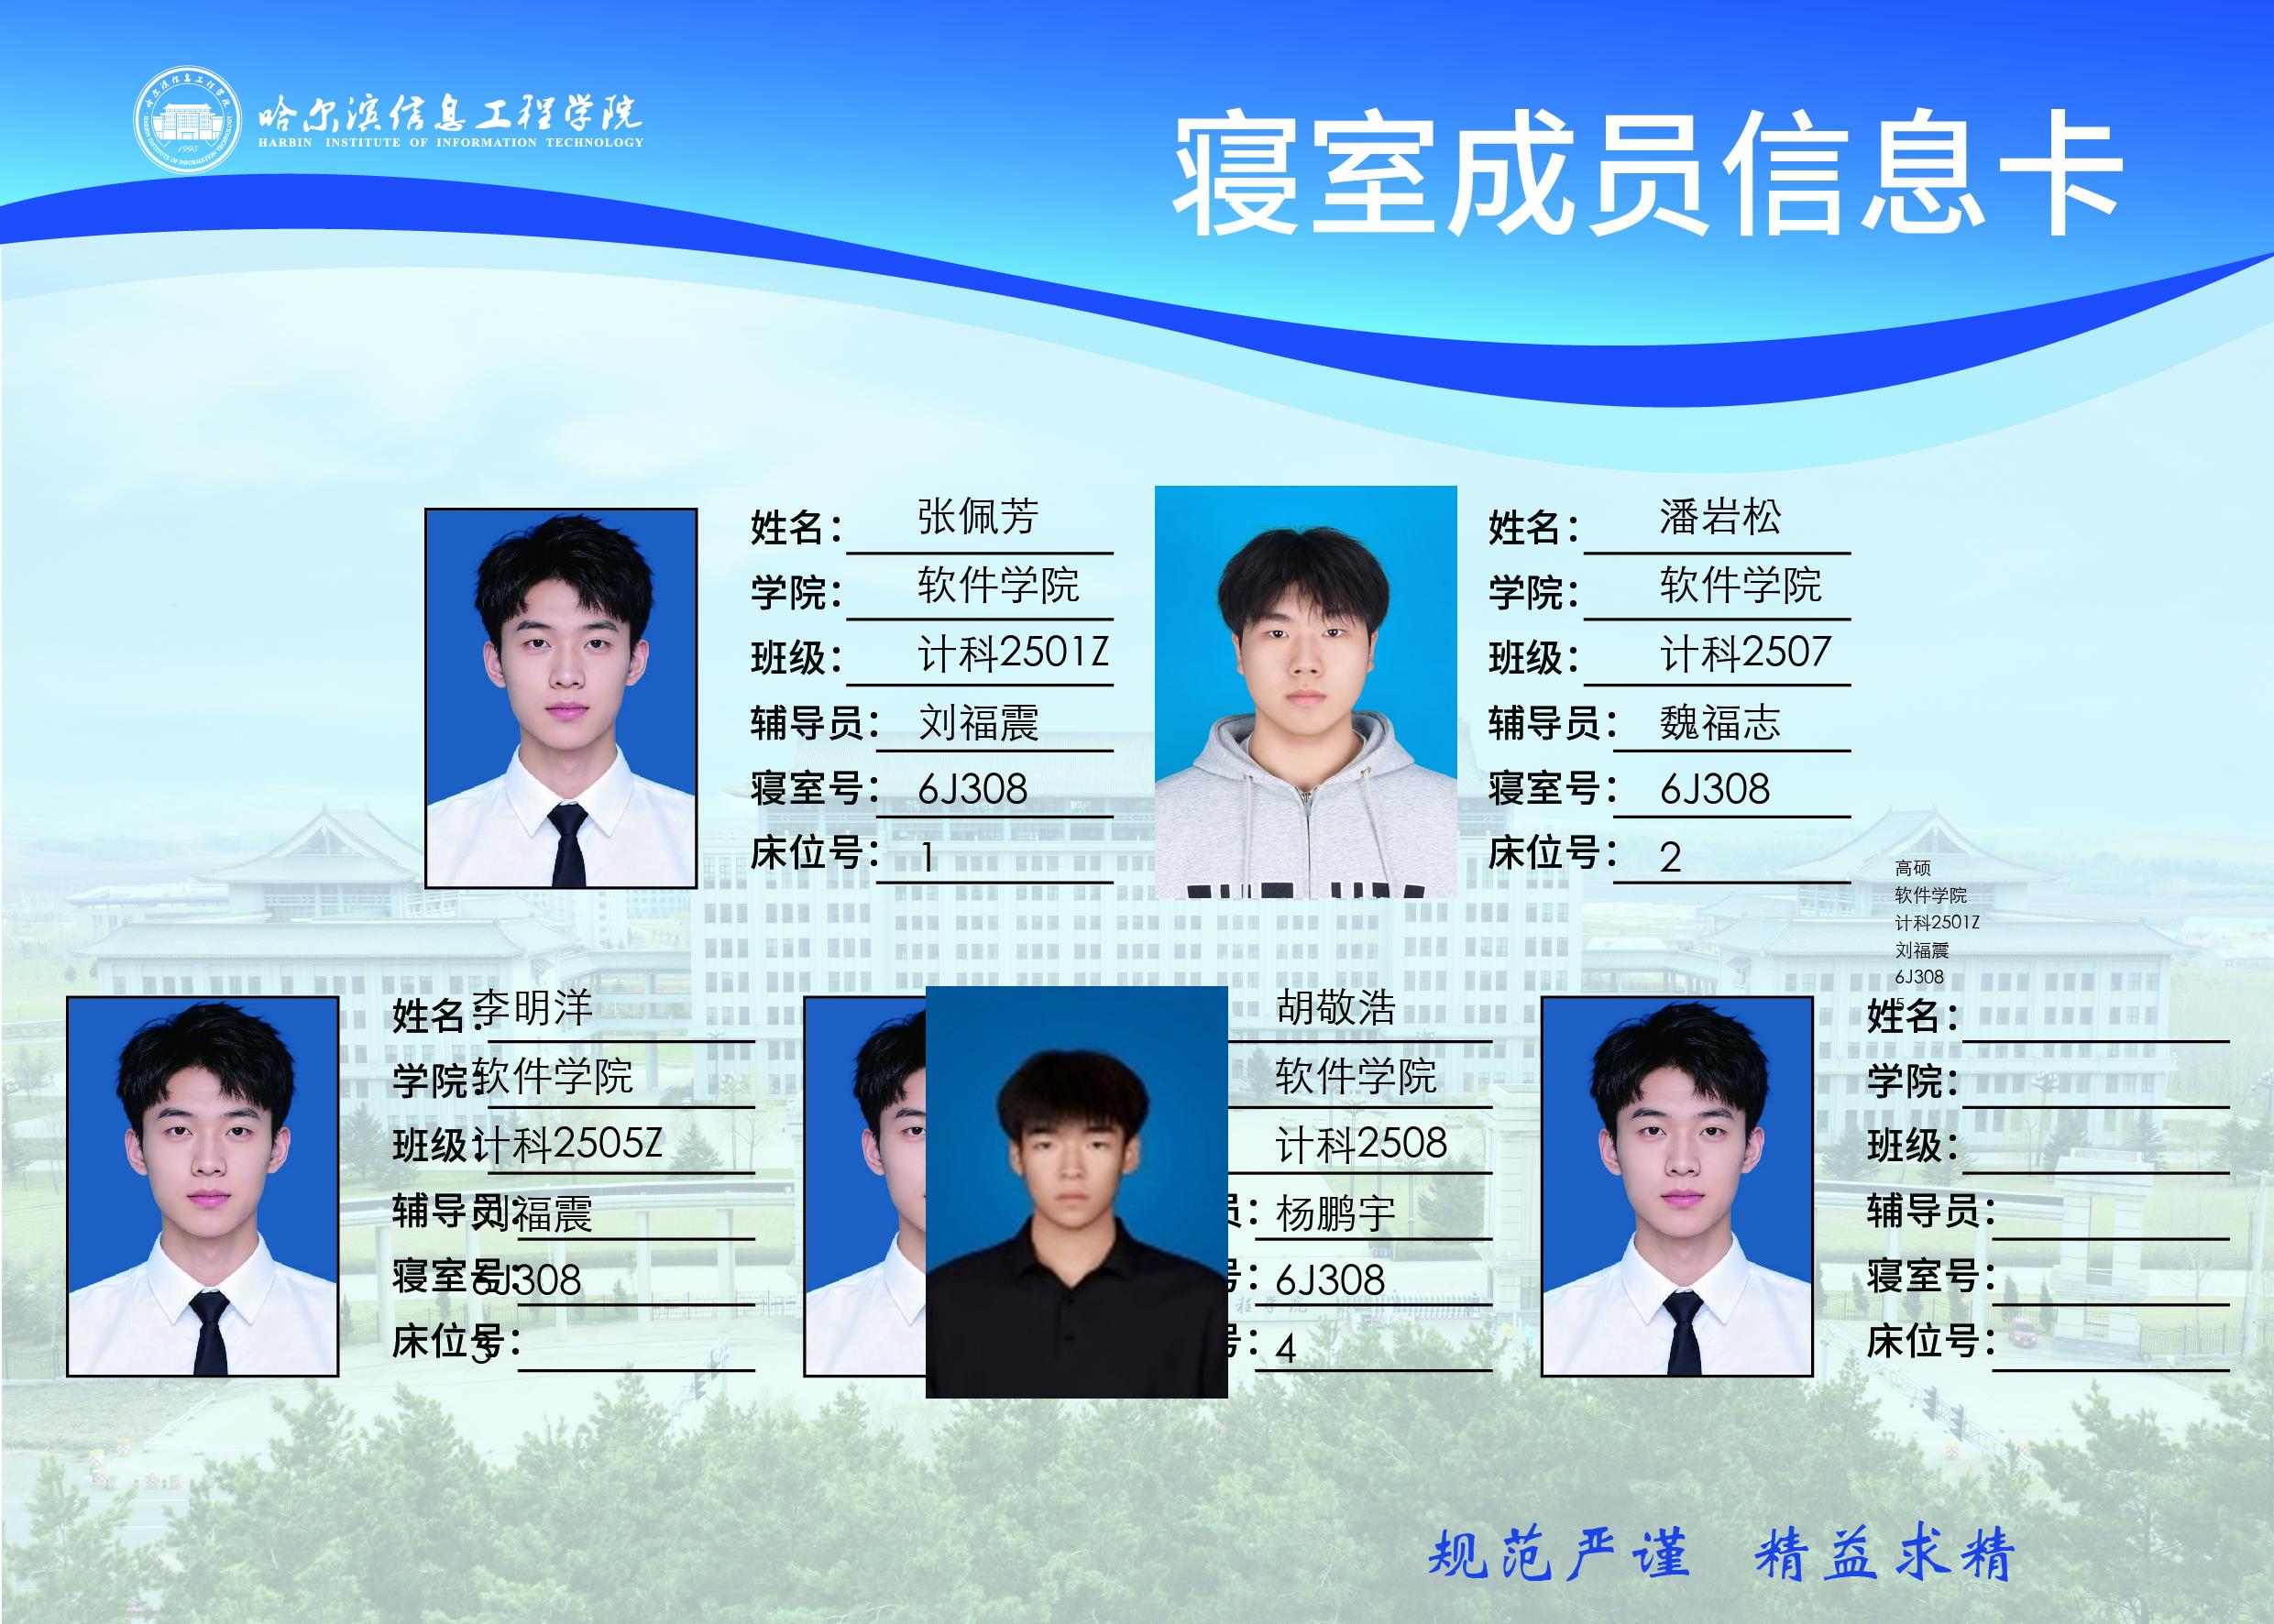 哈尔滨信息工程学院
HARBIN INSTITUTE OF INFORMATION TECHNOLOGY
1995
寝室成员信息卡
姓名：张佩芳
学院：软件学院
班级：计科2501Z
辅导员：刘福震
寝室号：6J308
床位号：1
姓名：潘岩松
学院：软件学院
班级：计科2507
辅导员：魏福志
寝室号：6J308
床位号：2
高硕
软件学院
计科2501Z
刘福震
6J308
5
姓名：李明洋
学院：软件学院
班级：计科2505Z
辅导员：刘福震
寝室号：6J308
床位号：3
胡敬浩
软件学院
计科2508
员：杨鹏宇
号：6J308
号：4
姓名：
学院：
班级：
辅导员：
寝室号：
床位号：
规范严谨 精益求精